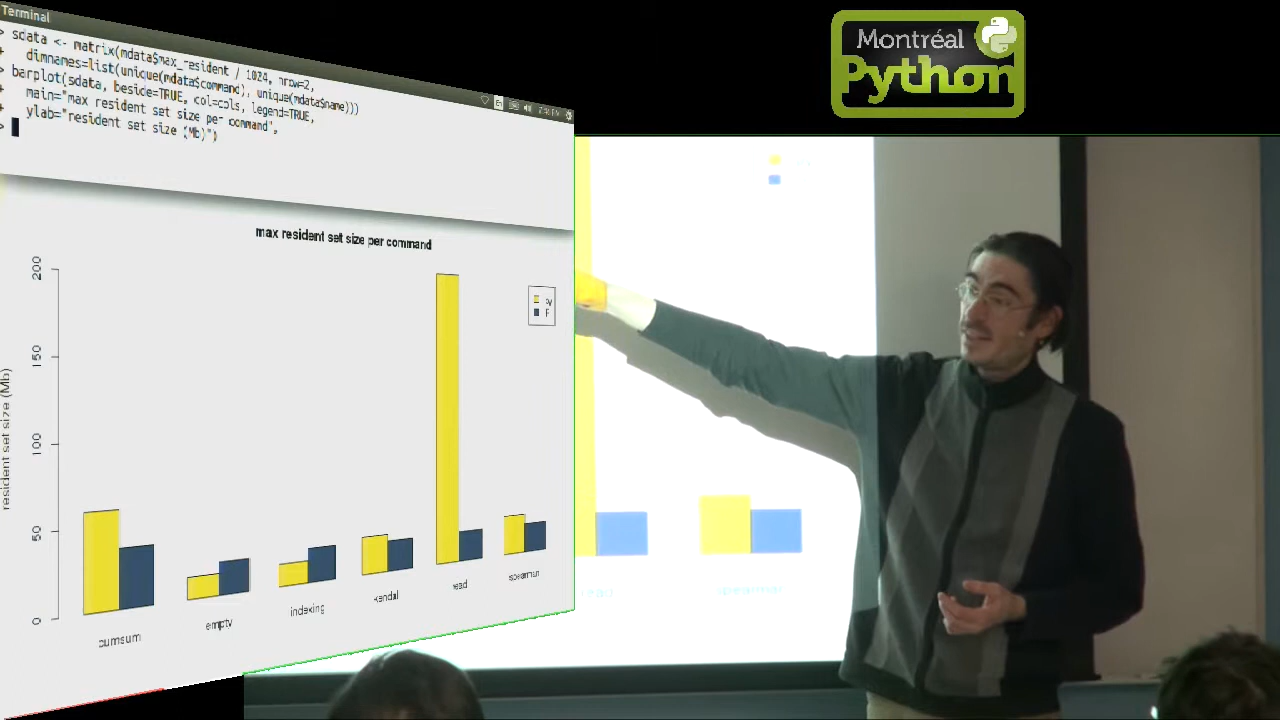 Terminal
> sdata <- matrix(mdata$max_resident / 1024, nrow=2,
+ dimnames=list(unique(mdata$command), unique(mdata$name)))
> barplot(sdata, beside=TRUE, col=cols, legend=TRUE,
+ main="max resident set size per command",
+ ylab="resident set size (Mb)")
>
Montréal
Python
max resident set size per command
resident set size (Mb)
200
150
100
50
0
py
R
cumsum
empty
indexing
kendal
read
spearman
read
spearman